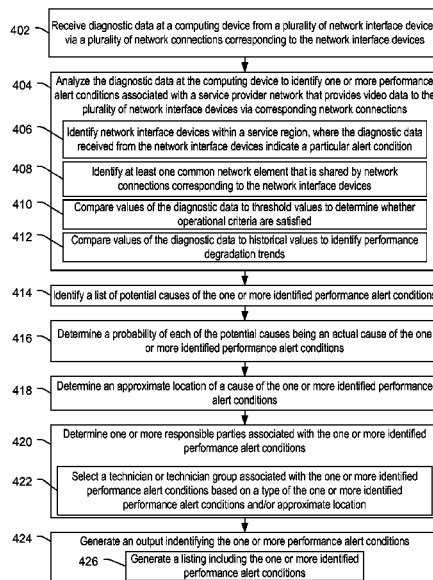 402
Receive diagnostic data at a computing device from a plurality of network interface devices
via a plurality of network connections corresponding to the network interface devices
404
Analyze the diagnostic data at the computing device to identify one or more performance
alert conditions associated with a service provider network that provides video data to the
plurality of network interface devices via corresponding network connections
406
Identify network interface devices within a service region, where the diagnostic data
received from the network interface devices indicate a particular alert condition
408
Identify at least one common network element that is shared by network
connections corresponding to the network interface devices
410
Compare values of the diagnostic data to threshold values to determine whether
operational criteria are satisfied
412
Compare values of the diagnostic data to historical values to identify performance
degradation trends
414
Identify a list of potential causes of the one or more identified performance alert conditions
416
Determine a probability of each of the potential causes being an actual cause of the one
or more identified performance alert conditions
418
Determine an approximate location of a cause of the one or more identified performance
alert conditions
420
Determine one or more responsible parties associated with the one or more identified
performance alert conditions
422
Select a technician or technician group associated with the one or more identified
performance alert conditions based on a type of the one or more identified
performance alert conditions and/or approximate location
424
Generate an output indentifying the one or more performance alert conditions
426
Generate a listing including the one or more identified
performance alert conditions